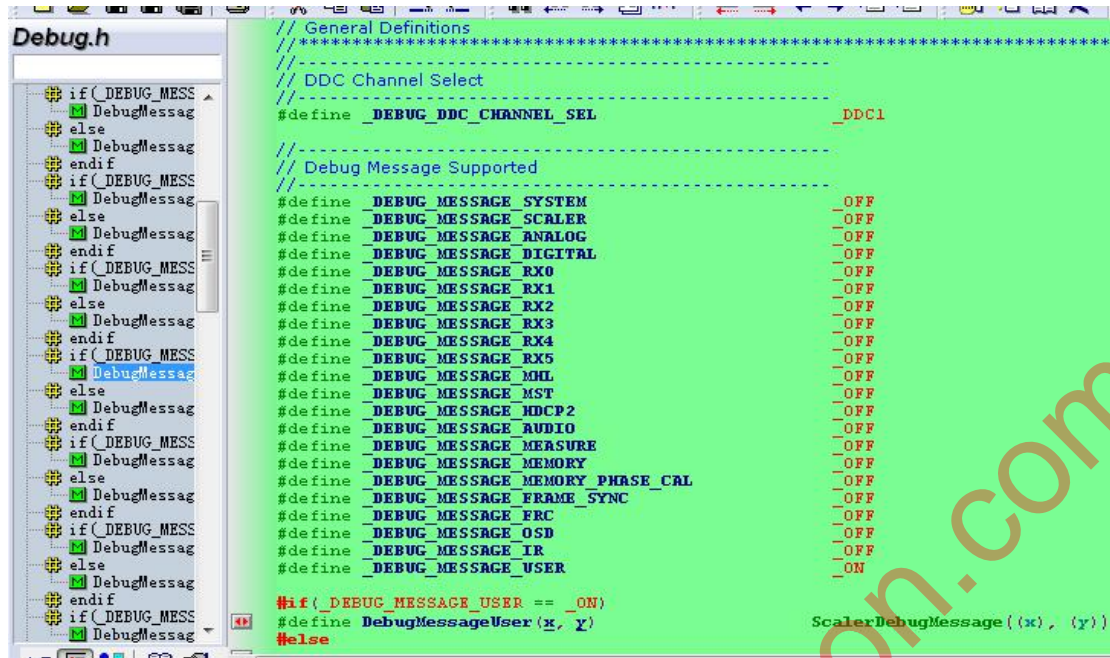 Debug.h
if(_DEBUG_MESS
DebugMessag
else
DebugMessag
endif
if(_DEBUG_MESS
DebugMessag
else
DebugMessag
endif
if(_DEBUG_MESS
DebugMessag
else
DebugMessag
endif
if(_DEBUG_MESS
DebugMessag
else
DebugMessag
endif
if(_DEBUG_MESS
DebugMessag
else
DebugMessag
endif
if(_DEBUG_MESS
DebugMessag
else
DebugMessag
endif
if(_DEBUG_MESS
DebugMessag
// General Definitions
//****************************************************************************
//--------------------------------------------------
// DDC Channel Select
//--------------------------------------------------
#define _DEBUG_DDC_CHANNEL_SEL _DDC1
//--------------------------------------------------
// Debug Message Supported
//--------------------------------------------------
#define _DEBUG_MESSAGE_SYSTEM _OFF
#define _DEBUG_MESSAGE_SCALER _OFF
#define _DEBUG_MESSAGE_ANALOG _OFF
#define _DEBUG_MESSAGE_DIGITAL _OFF
#define _DEBUG_MESSAGE_RX0 _OFF
#define _DEBUG_MESSAGE_RX1 _OFF
#define _DEBUG_MESSAGE_RX2 _OFF
#define _DEBUG_MESSAGE_RX3 _OFF
#define _DEBUG_MESSAGE_RX4 _OFF
#define _DEBUG_MESSAGE_RX5 _OFF
#define _DEBUG_MESSAGE_MHL _OFF
#define _DEBUG_MESSAGE_MST _OFF
#define _DEBUG_MESSAGE_HDCP2 _OFF
#define _DEBUG_MESSAGE_AUDIO _OFF
#define _DEBUG_MESSAGE_MEASURE _OFF
#define _DEBUG_MESSAGE_MEMORY _OFF
#define _DEBUG_MESSAGE_MEMORY_PHASE_CAL _OFF
#define _DEBUG_MESSAGE_FRAME_SYNC _OFF
#define _DEBUG_MESSAGE_FRC _OFF
#define _DEBUG_MESSAGE_OSD _OFF
#define _DEBUG_MESSAGE_IR _OFF
#define _DEBUG_MESSAGE_USER _ON
#if(_DEBUG_MESSAGE_USER == _ON)
#define DebugMessageUser(x, y) ScalerDebugMessage((x), (y))
#else
on.com